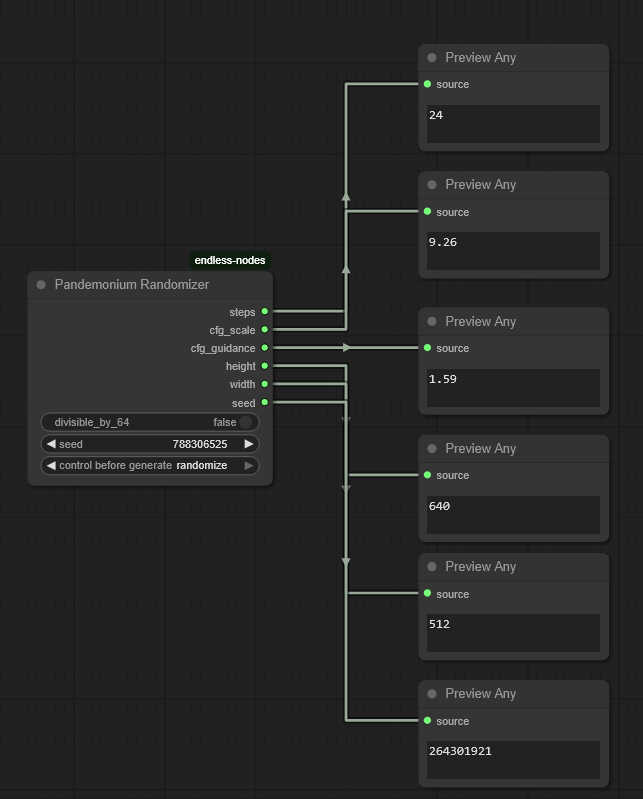 endless-nodes
Pandemonium Randomizer
steps
cfg_scale
cfg_guidance
height
width
seed
divisible_by_64 false
seed 788306525
control before generate randomize
Preview Any
source
24
Preview Any
source
9.26
Preview Any
source
1.59
Preview Any
source
640
Preview Any
source
512
Preview Any
source
264301921